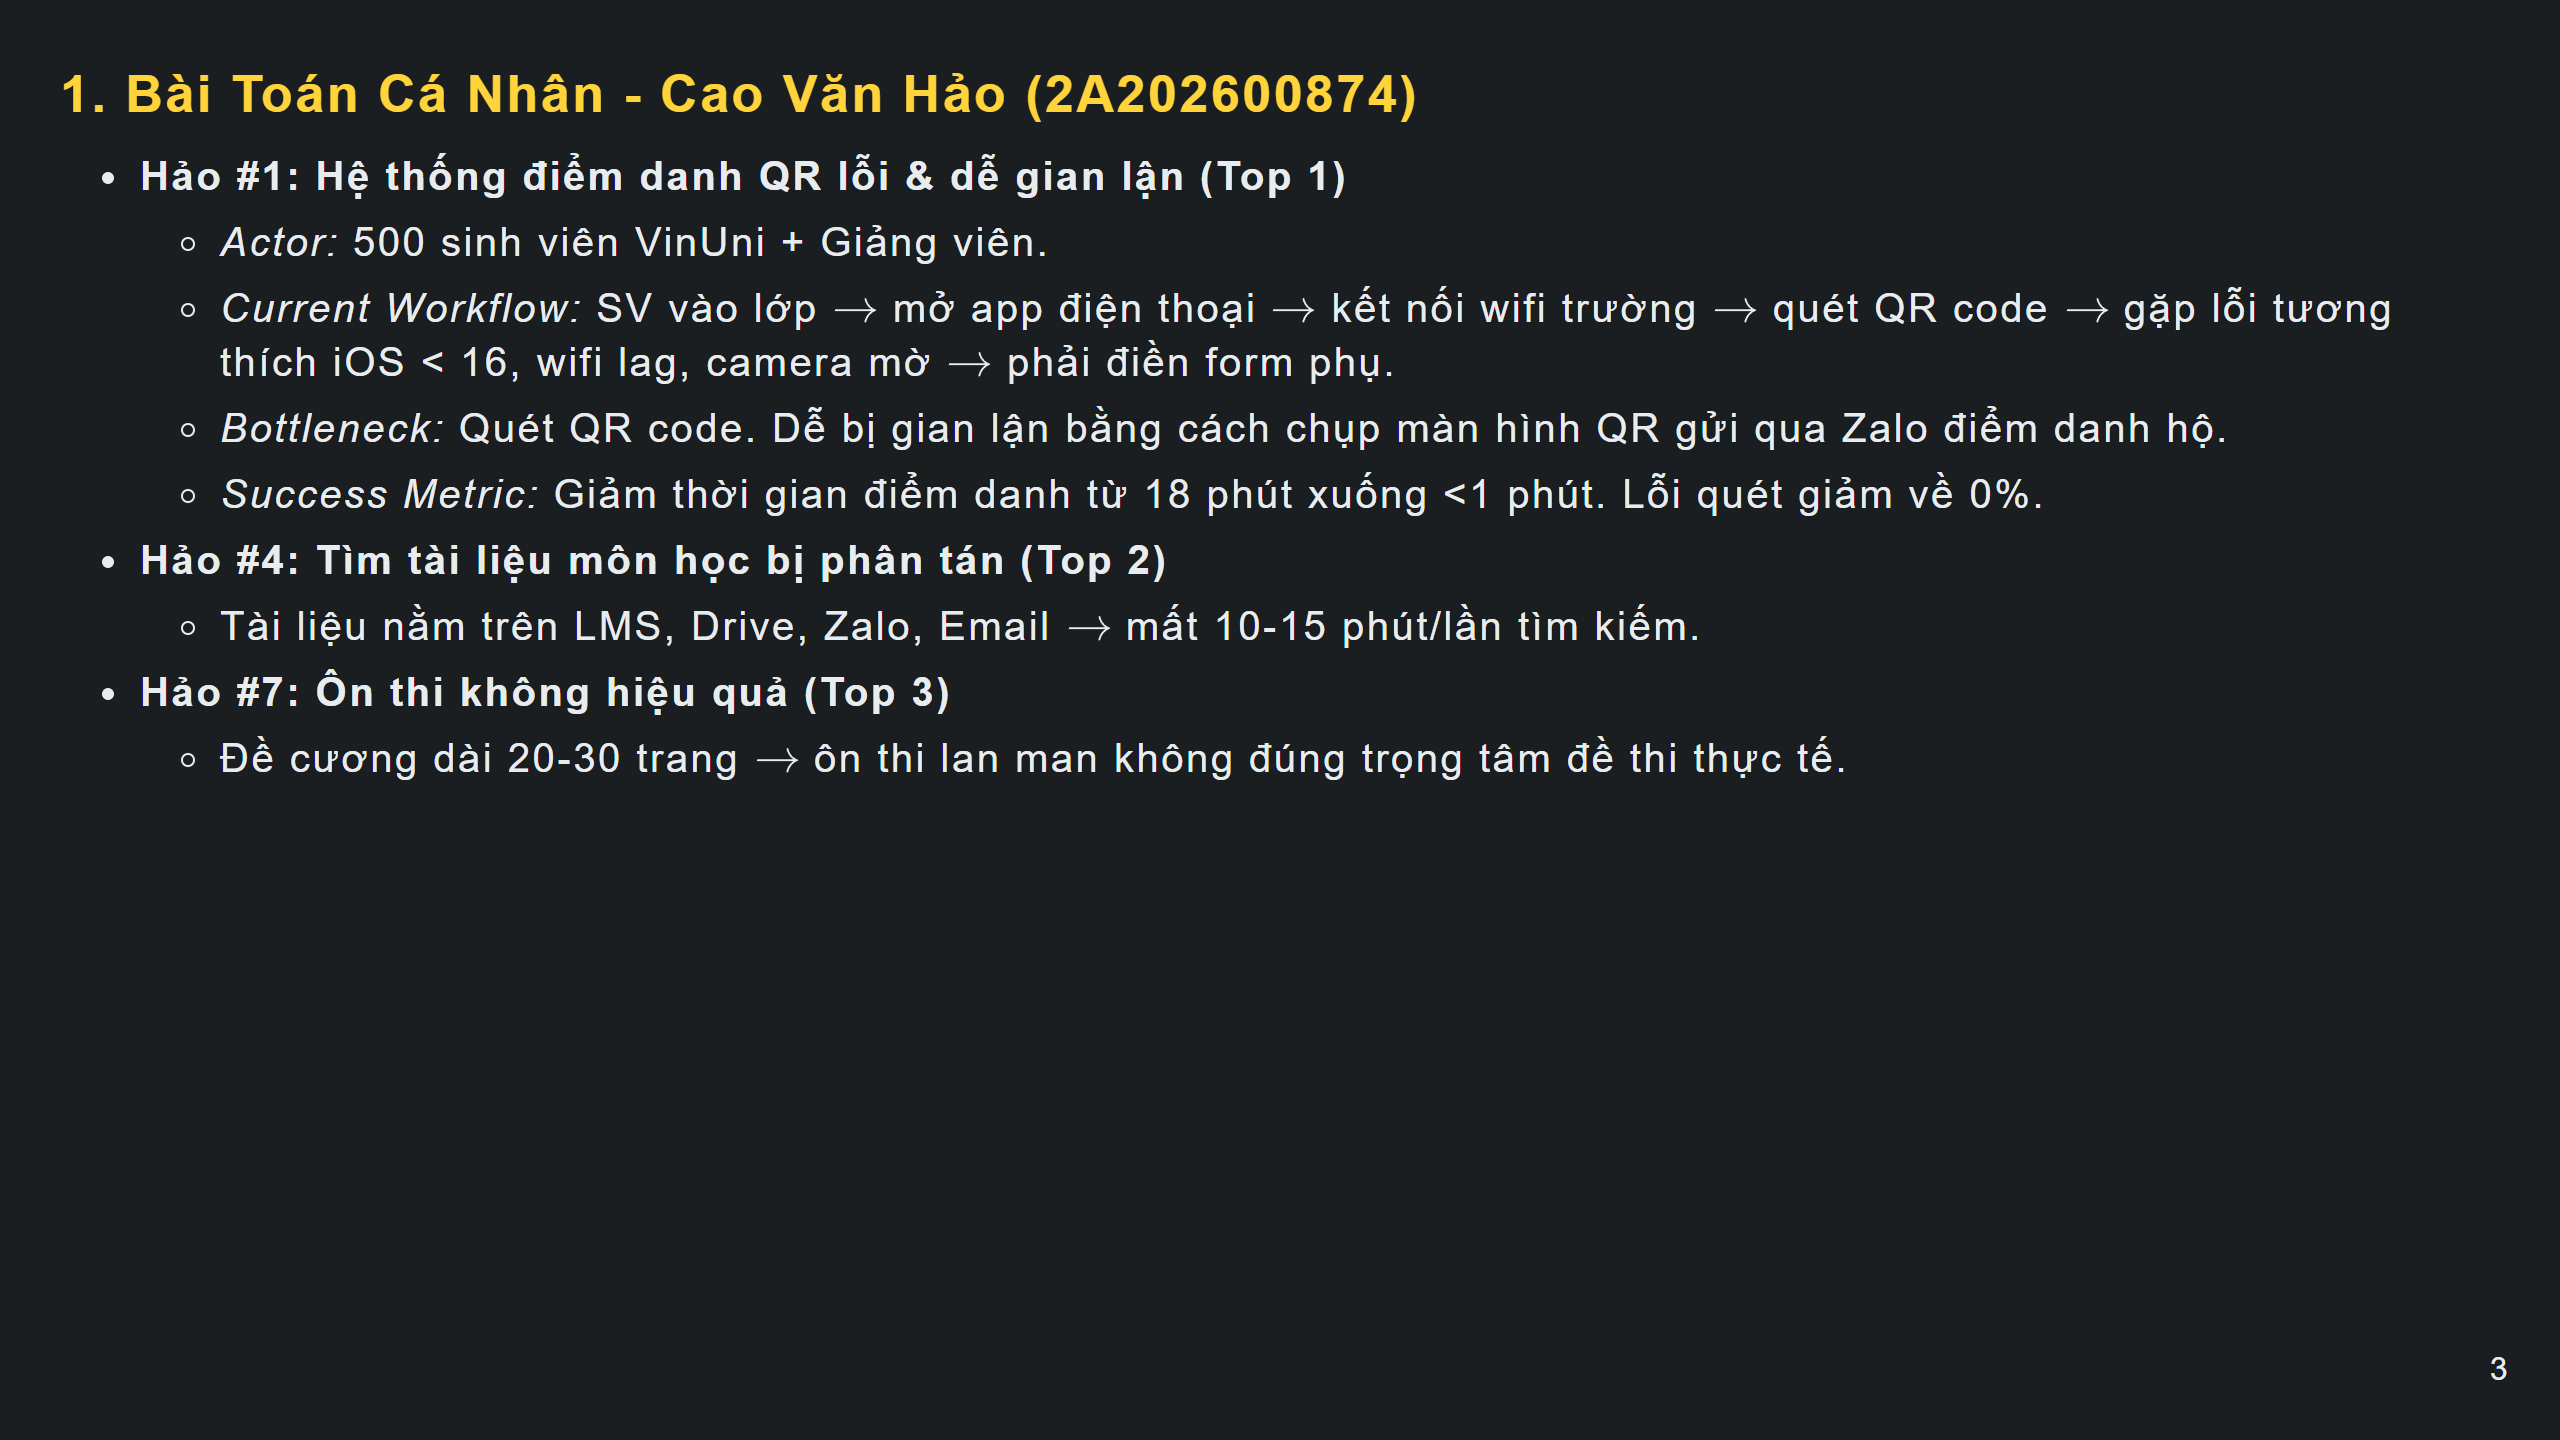 1. Bài Toán Cá Nhân - Cao Văn Hảo (2A202600874)
• Hảo #1: Hệ thống điểm danh QR lỗi & dễ gian lận (Top 1)
◦ Actor: 500 sinh viên VinUni + Giảng viên.
◦ Current Workflow: SV vào lớp → mở app điện thoại → kết nối wifi trường → quét QR code → gặp lỗi tương
thích iOS < 16, wifi lag, camera mờ → phải điền form phụ.
◦ Bottleneck: Quét QR code. Dễ bị gian lận bằng cách chụp màn hình QR gửi qua Zalo điểm danh hộ.
◦ Success Metric: Giảm thời gian điểm danh từ 18 phút xuống <1 phút. Lỗi quét giảm về 0%.
• Hảo #4: Tìm tài liệu môn học bị phân tán (Top 2)
◦ Tài liệu nằm trên LMS, Drive, Zalo, Email → mất 10-15 phút/lần tìm kiếm.
• Hảo #7: Ôn thi không hiệu quả (Top 3)
◦ Đề cương dài 20-30 trang → ôn thi lan man không đúng trọng tâm đề thi thực tế.
3